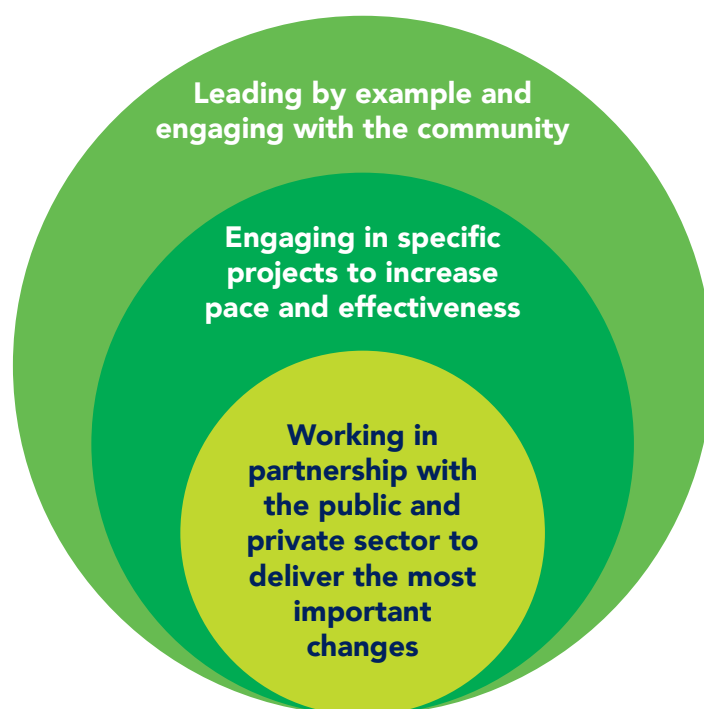 Leading by example and
engaging with the community
Engaging in specific
projects to increase
pace and effectiveness
Working in
partnership with
the public and
private sector to
deliver the most
important
changes